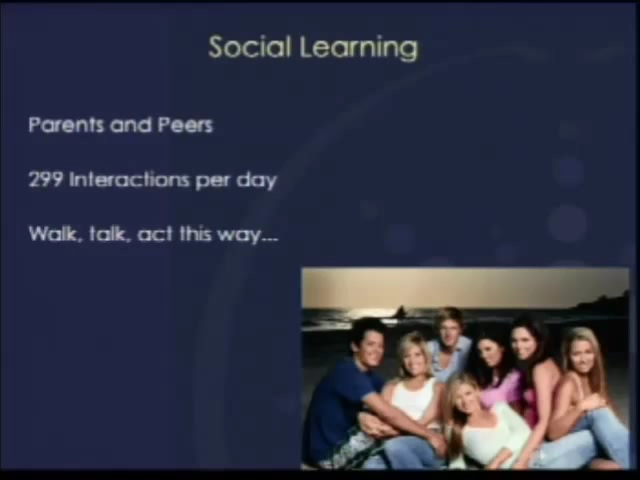 Social Learning
Parents and Peers
299 Interactions per day
Walk, talk, act this way...